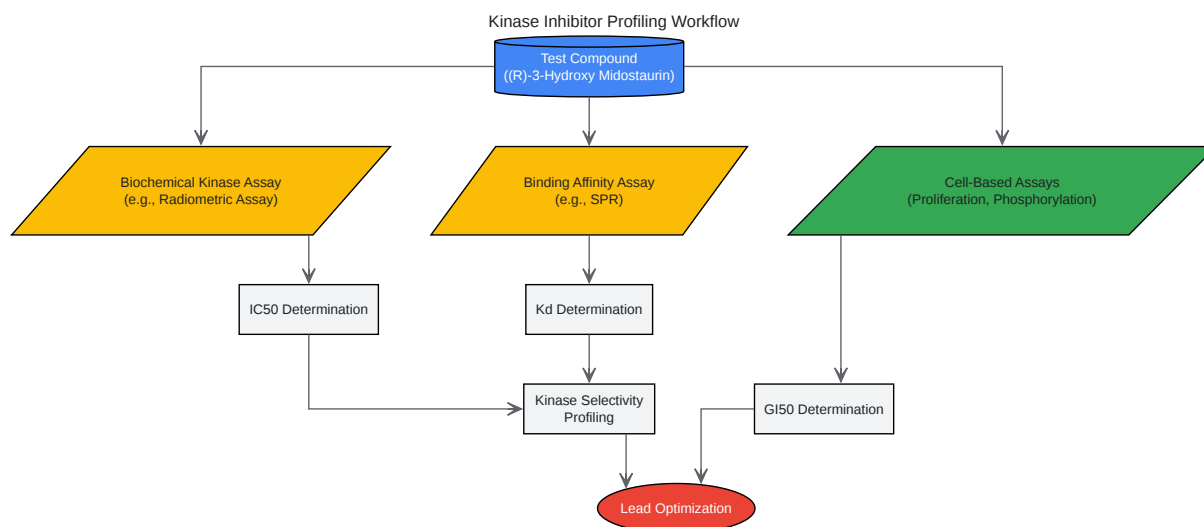 Kinase Inhibitor Profiling Workflow
Test Compound
((R)-3-Hydroxy Midostaurin)
Biochemical Kinase Assay
(e.g., Radiometric Assay)
Binding Affinity Assay
(e.g., SPR)
Cell-Based Assays
(Proliferation, Phosphorylation)
IC50 Determination
Kd Determination
Kinase Selectivity
Profiling
GI50 Determination
Lead Optimization